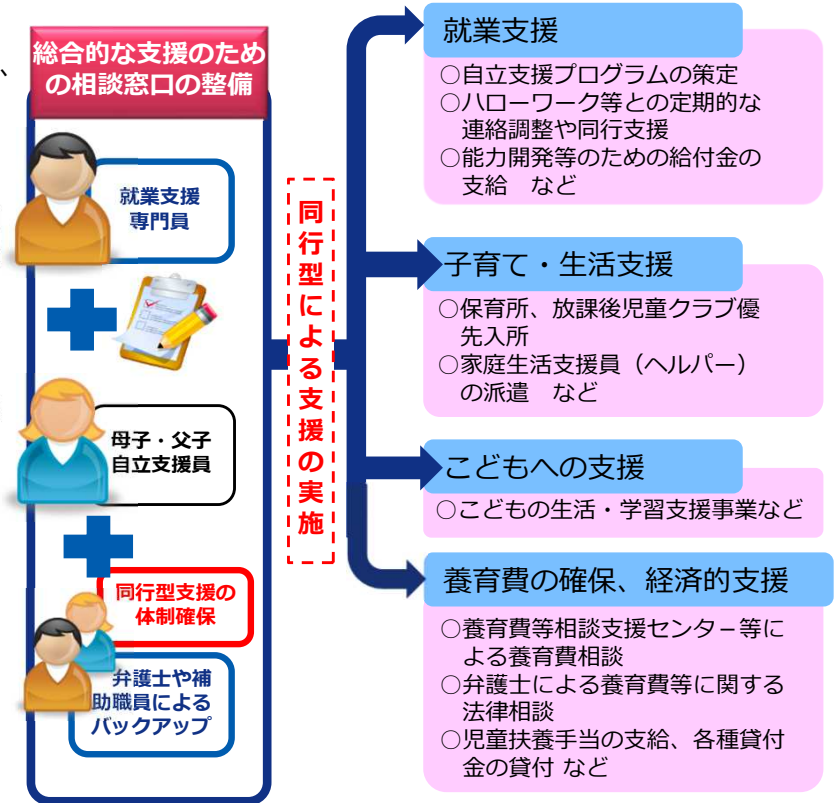 、
総合的な支援のため
の相談窓口の整備
就業支援
専門員
母子・父子
自立支援員
同行型支援の
体制確保
弁護士や補
助職員による
バックアップ
同行型による支援の実施
就業支援
○自立支援プログラムの策定
○ハローワーク等との定期的な
連絡調整や同行支援
○能力開発等のための給付金の
支給 など
子育て・生活支援
○保育所、放課後児童クラブ優
先入所
○家庭生活支援員（ヘルパー）
の派遣 など
こどもへの支援
○こどもの生活・学習支援事業など
養育費の確保、経済的支援
○養育費等相談支援センター等に
よる養育費相談
○弁護士による養育費等に関する
法律相談
○児童扶養手当の支給、各種貸付
金の貸付 など